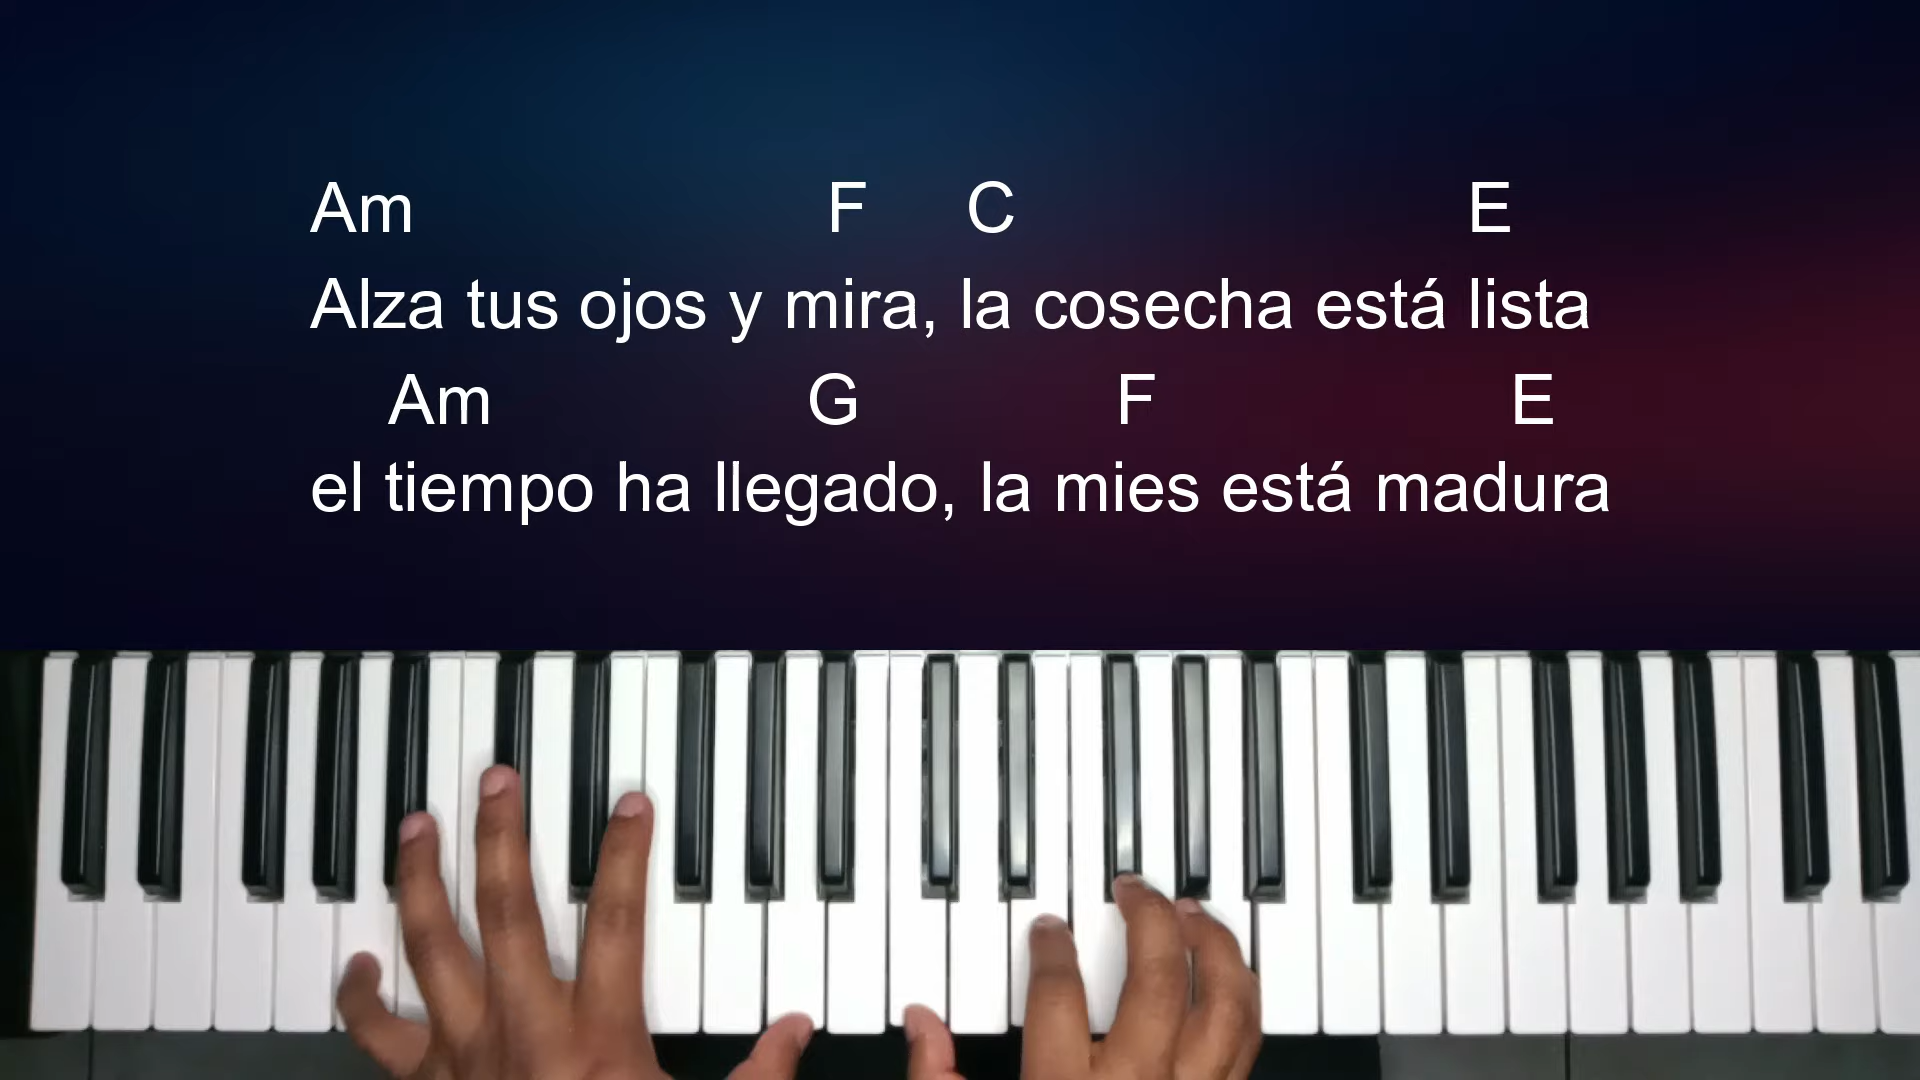 Am F C E
Alza tus ojos y mira, la cosecha está lista
Am G F E
el tiempo ha llegado, la mies está madura